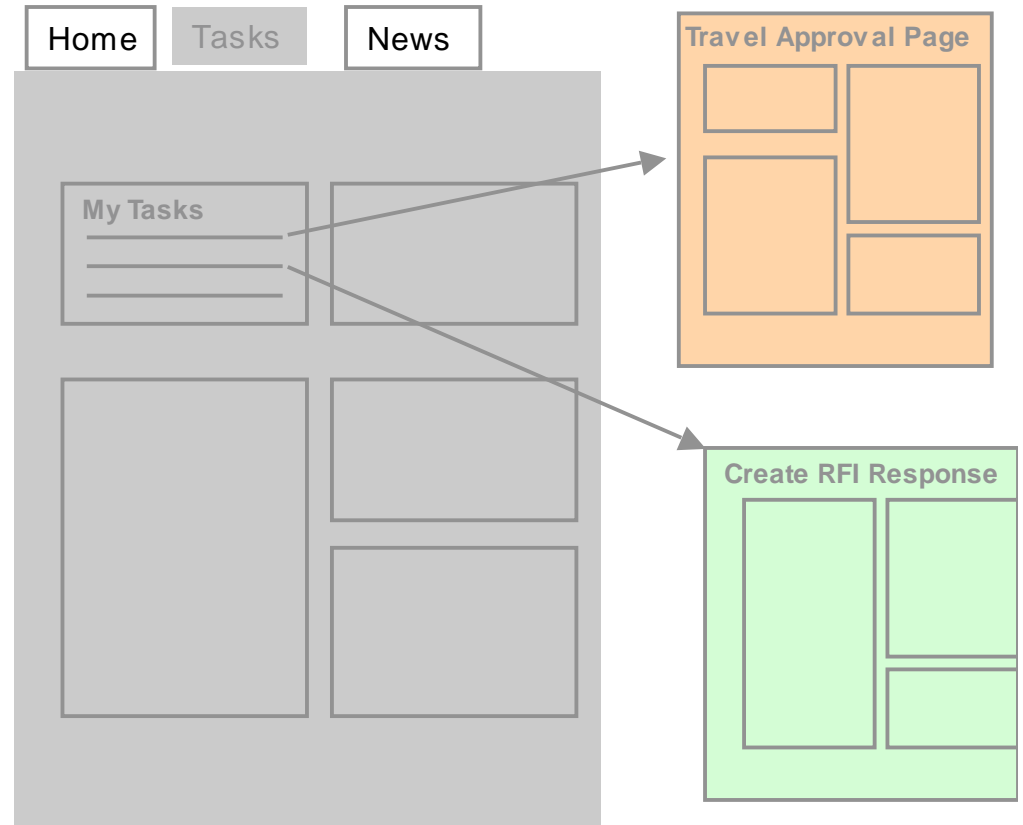 Home
Tasks
News
Travel Approval Page
My Tasks
Create RFI Response